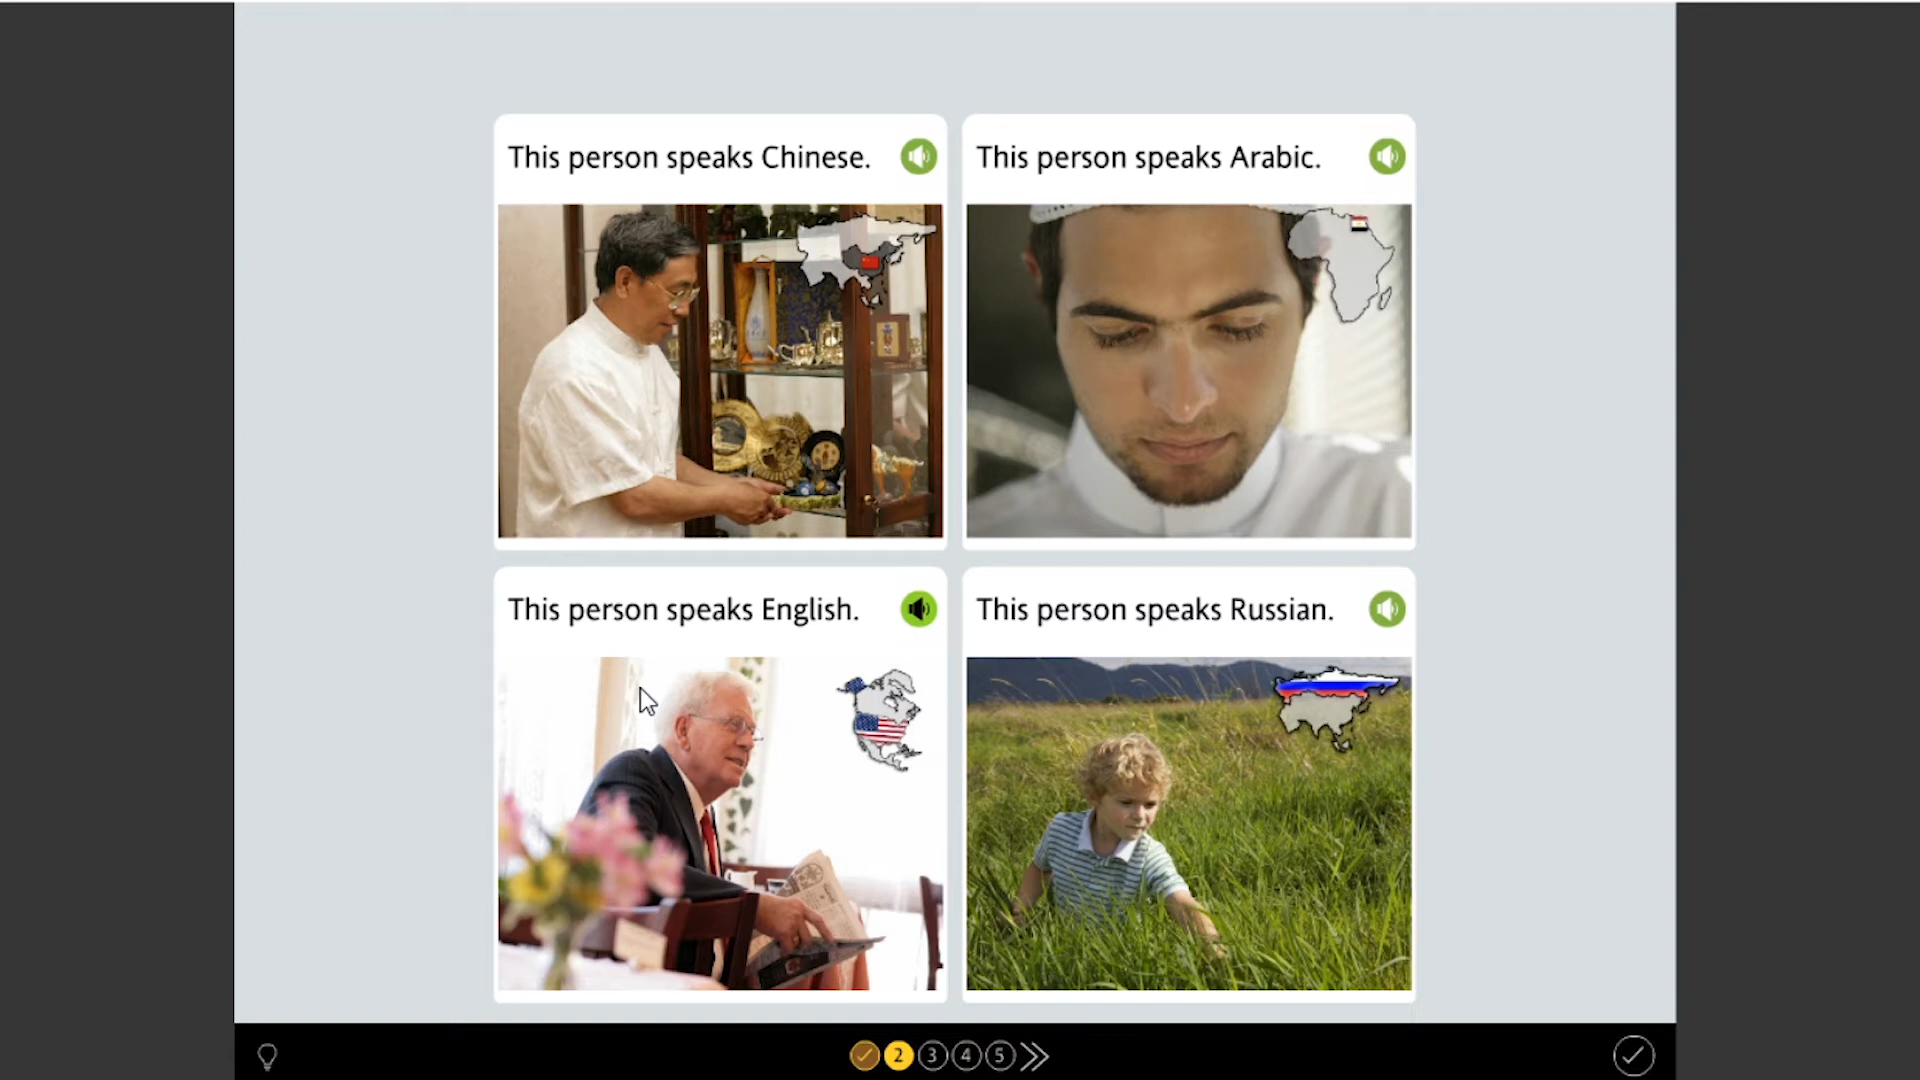 This person speaks Chinese.
This person speaks Arabic.
This person speaks English.
This person speaks Russian.
2 3 4 5